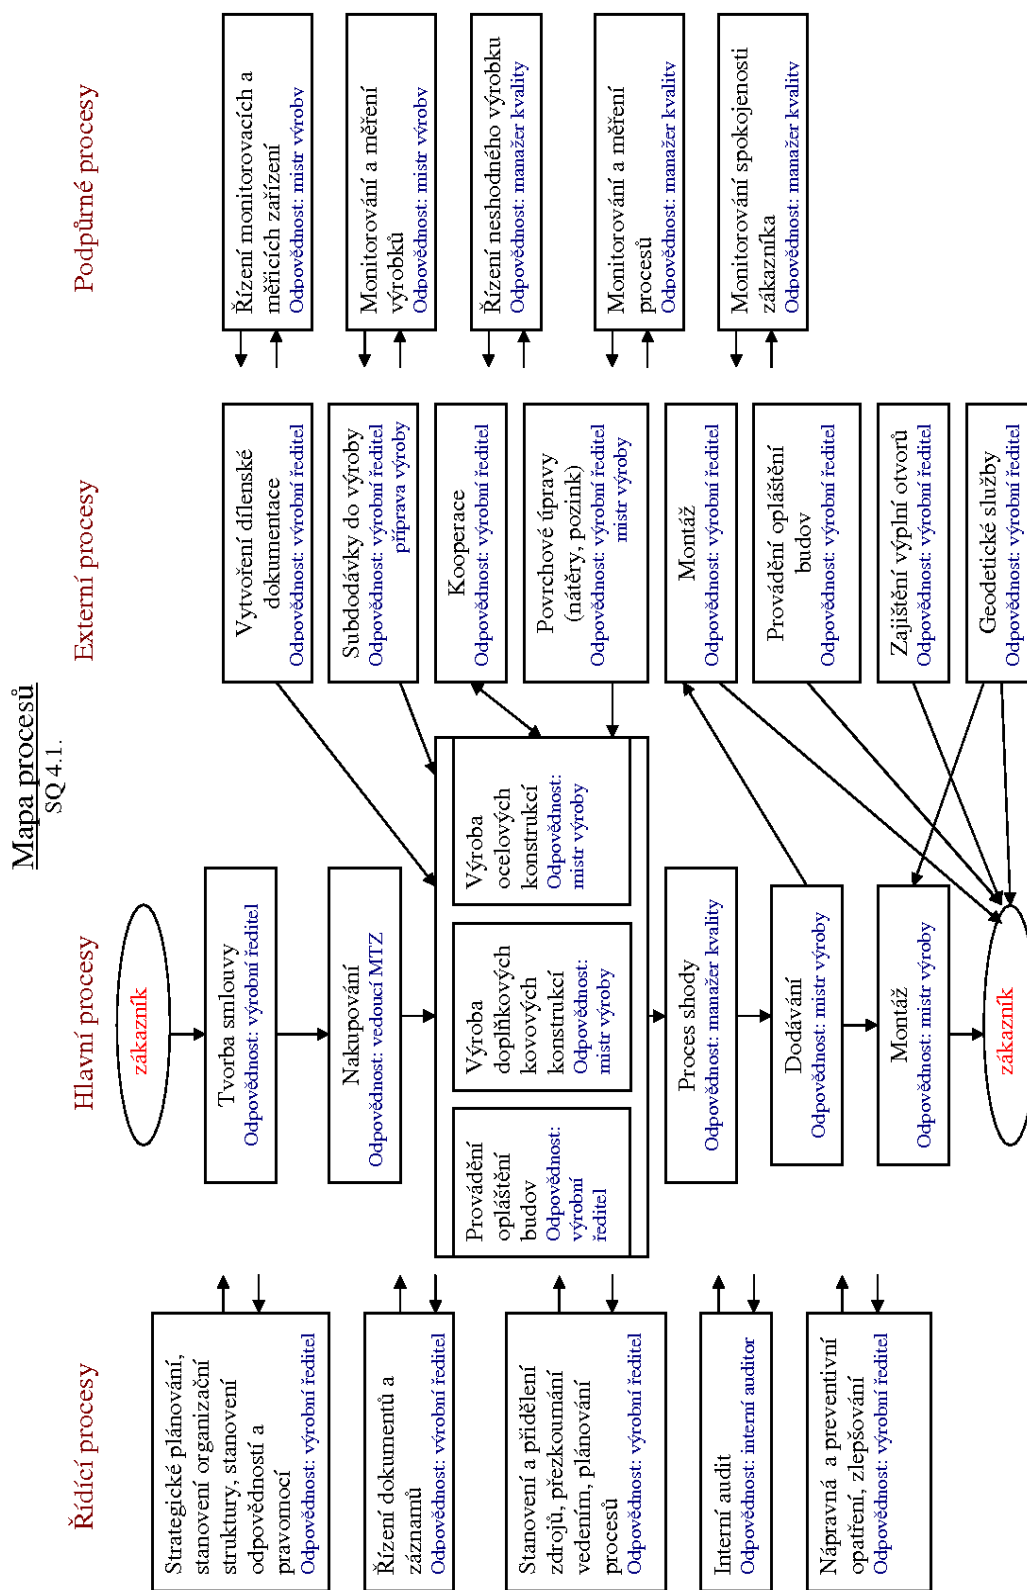 Mapa procesů
SQ 4.1.
Řídící procesy
Strategické plánování,
stanovení organizační
struktury, stanovení
odpovědností a
pravomocí
Odpovědnost: výrobní ředitel
Řízení dokumentů a
záznamů
Odpovědnost: výrobní ředitel
Stanovení a přidělení
zdrojů, přezkoumání
vedením, plánování
procesů
Odpovědnost: výrobní ředitel
Interní audit
Odpovědnost: interní auditor
Nápravná  a preventivní
opatření, zlepšování
Odpovědnost: výrobní ředitel
Hlavní procesy
zákazník
Tvorba smlouvy
Odpovědnost: výrobní ředitel
Nakupování
Odpovědnost: vedoucí MTZ
Provádění
opláštění
budov
Odpovědnost:
výrobní
ředitel
Výroba
doplňkových
kovových
konstrukcí
Odpovědnost:
mistr výroby
Výroba
ocelových
konstrukcí
Odpovědnost:
mistr výroby
Proces shody
Odpovědnost: manažer kvality
Dodávání
Odpovědnost: mistr výroby
Montáž
Odpovědnost: mistr výroby
zákazník
Externí procesy
Vytvoření dílenské
dokumentace
Odpovědnost: výrobní ředitel
Subdodávky do výroby
Odpovědnost: výrobní ředitel
příprava výroby
Kooperace
Odpovědnost: výrobní ředitel
Povrchové úpravy
(nátěry, pozink)
Odpovědnost: výrobní ředitel
mistr výroby
Montáž
Odpovědnost: výrobní ředitel
Provádění opláštění
budov
Odpovědnost: výrobní ředitel
Zajištění výplní otvorů
Odpovědnost: výrobní ředitel
Geodetické služby
Odpovědnost: výrobní ředitel
Podpůrné procesy
Řízení monitorovacích a
měřicích zařízení
Odpovědnost: mistr výroby
Monitorování a měření
výrobků
Odpovědnost: mistr výroby
Řízení neshodného výrobku
Odpovědnost: manažer kvality
Monitorování a měření
procesů
Odpovědnost: manažer kvality
Monitorování spokojenosti
zákazníka
Odpovědnost: manažer kvality